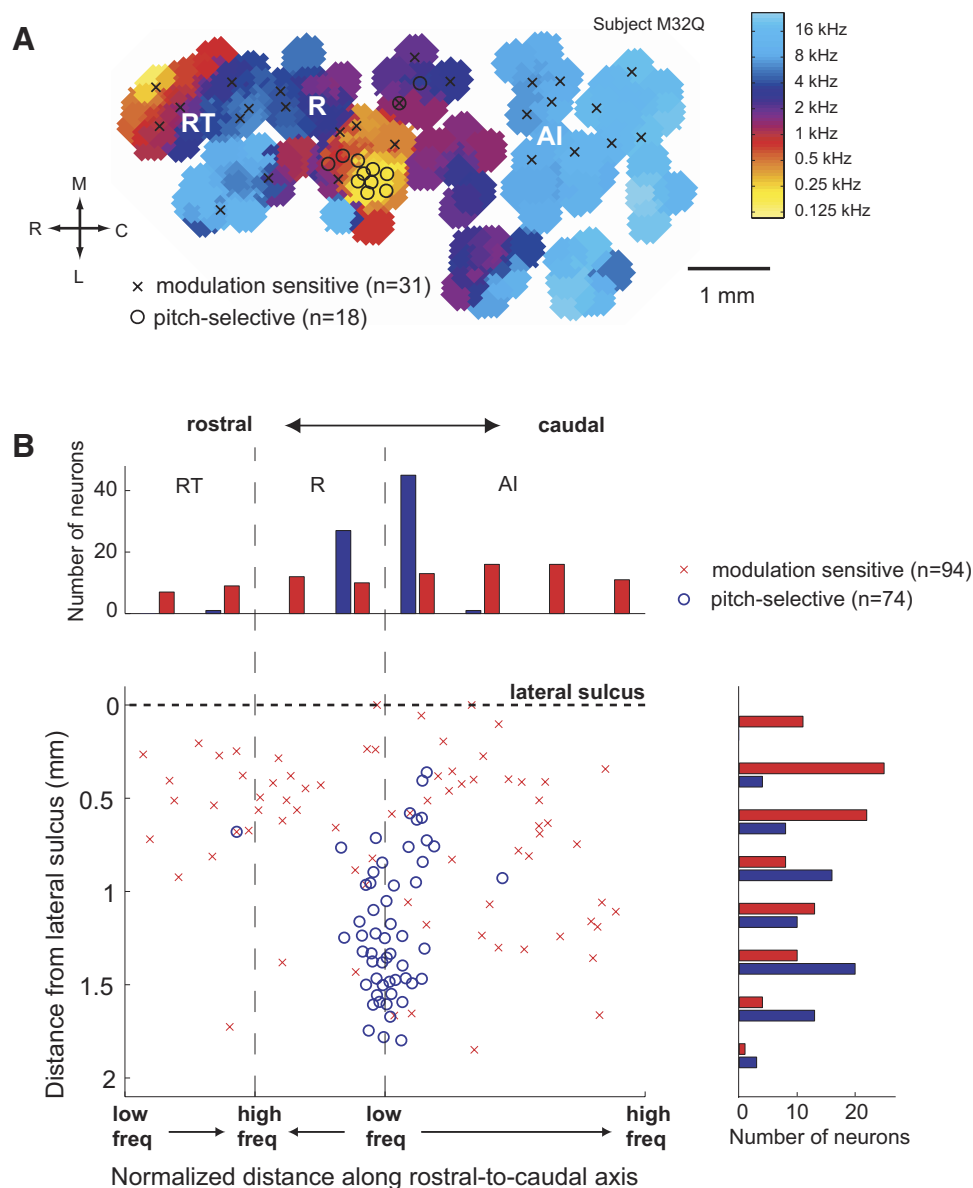 A
Subject M32Q
16 kHz
8 kHz
4 kHz
2 kHz
1 kHz
0.5 kHz
0.25 kHz
0.125 kHz
RT
R
AI
M
R
C
L
× modulation sensitive (n=31)
○ pitch-selective (n=18)
1 mm
rostral
caudal
B
Number of neurons
40
20
0
RT
R
AI
× modulation sensitive (n=94)
○ pitch-selective (n=74)
lateral sulcus
Distance from lateral sulcus (mm)
0
0.5
1
1.5
2
low freq
high freq
low freq
high freq
Normalized distance along rostral-to-caudal axis
0
10
20
Number of neurons